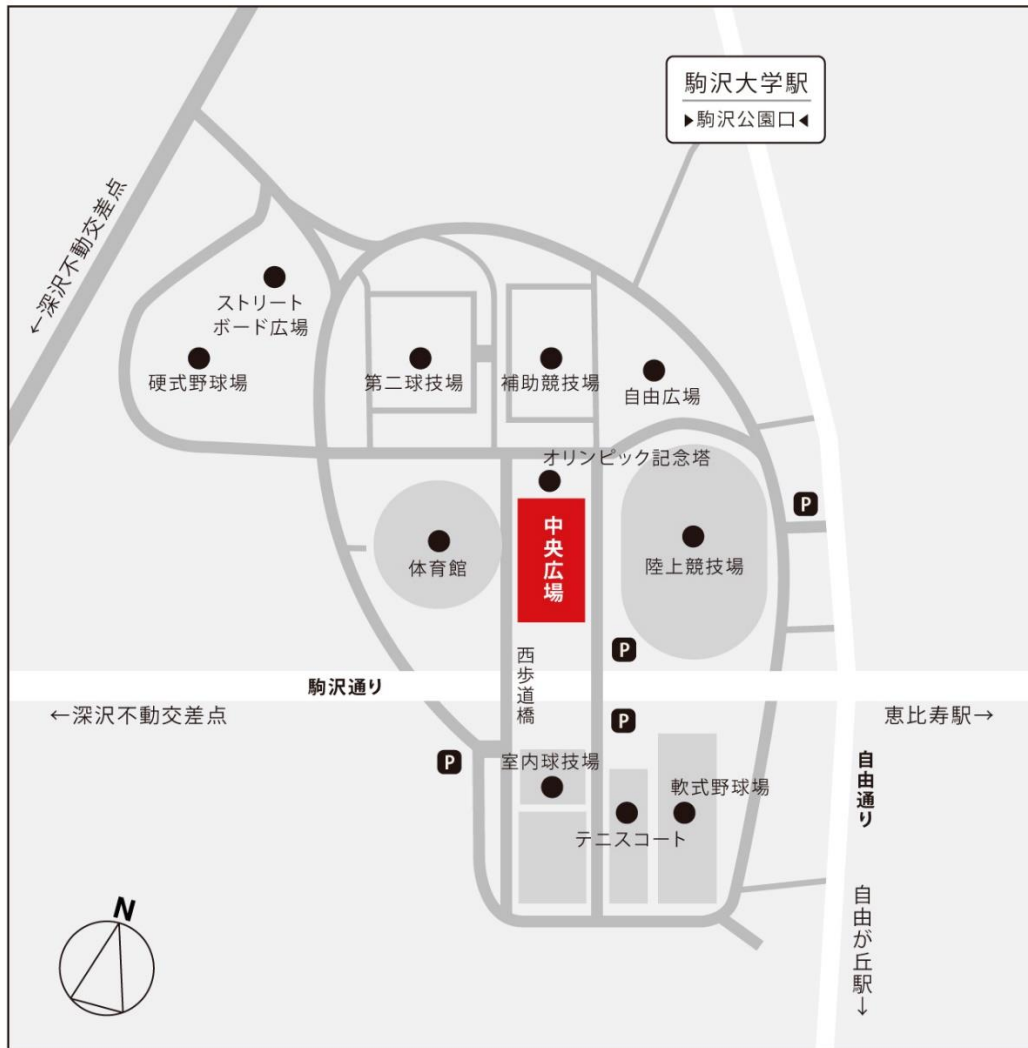 駒沢大学駅
▶駒沢公園口◀
←深沢不動交差点
ストリート
ボード広場
硬式野球場
第二球技場
補助競技場
自由広場
オリンピック記念塔
P
中央広場
体育館
陸上競技場
P
西歩道橋
駒沢通り
←深沢不動交差点
恵比寿駅→
P
P
室内球技場
軟式野球場
テニスコート
自由通り
自由が丘駅→
N